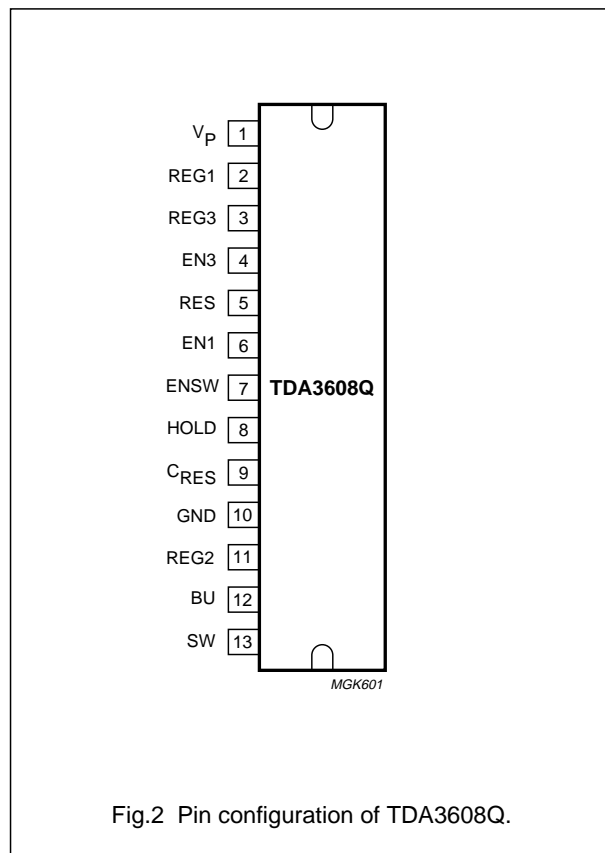 V_P 1
REG1 2
REG3 3
EN3 4
RES 5
EN1 6
ENSW 7 TDA3608Q
HOLD 8
C_RES 9
GND 10
REG2 11
BU 12
SW 13
MGK601
Fig.2 Pin configuration of TDA3608Q.